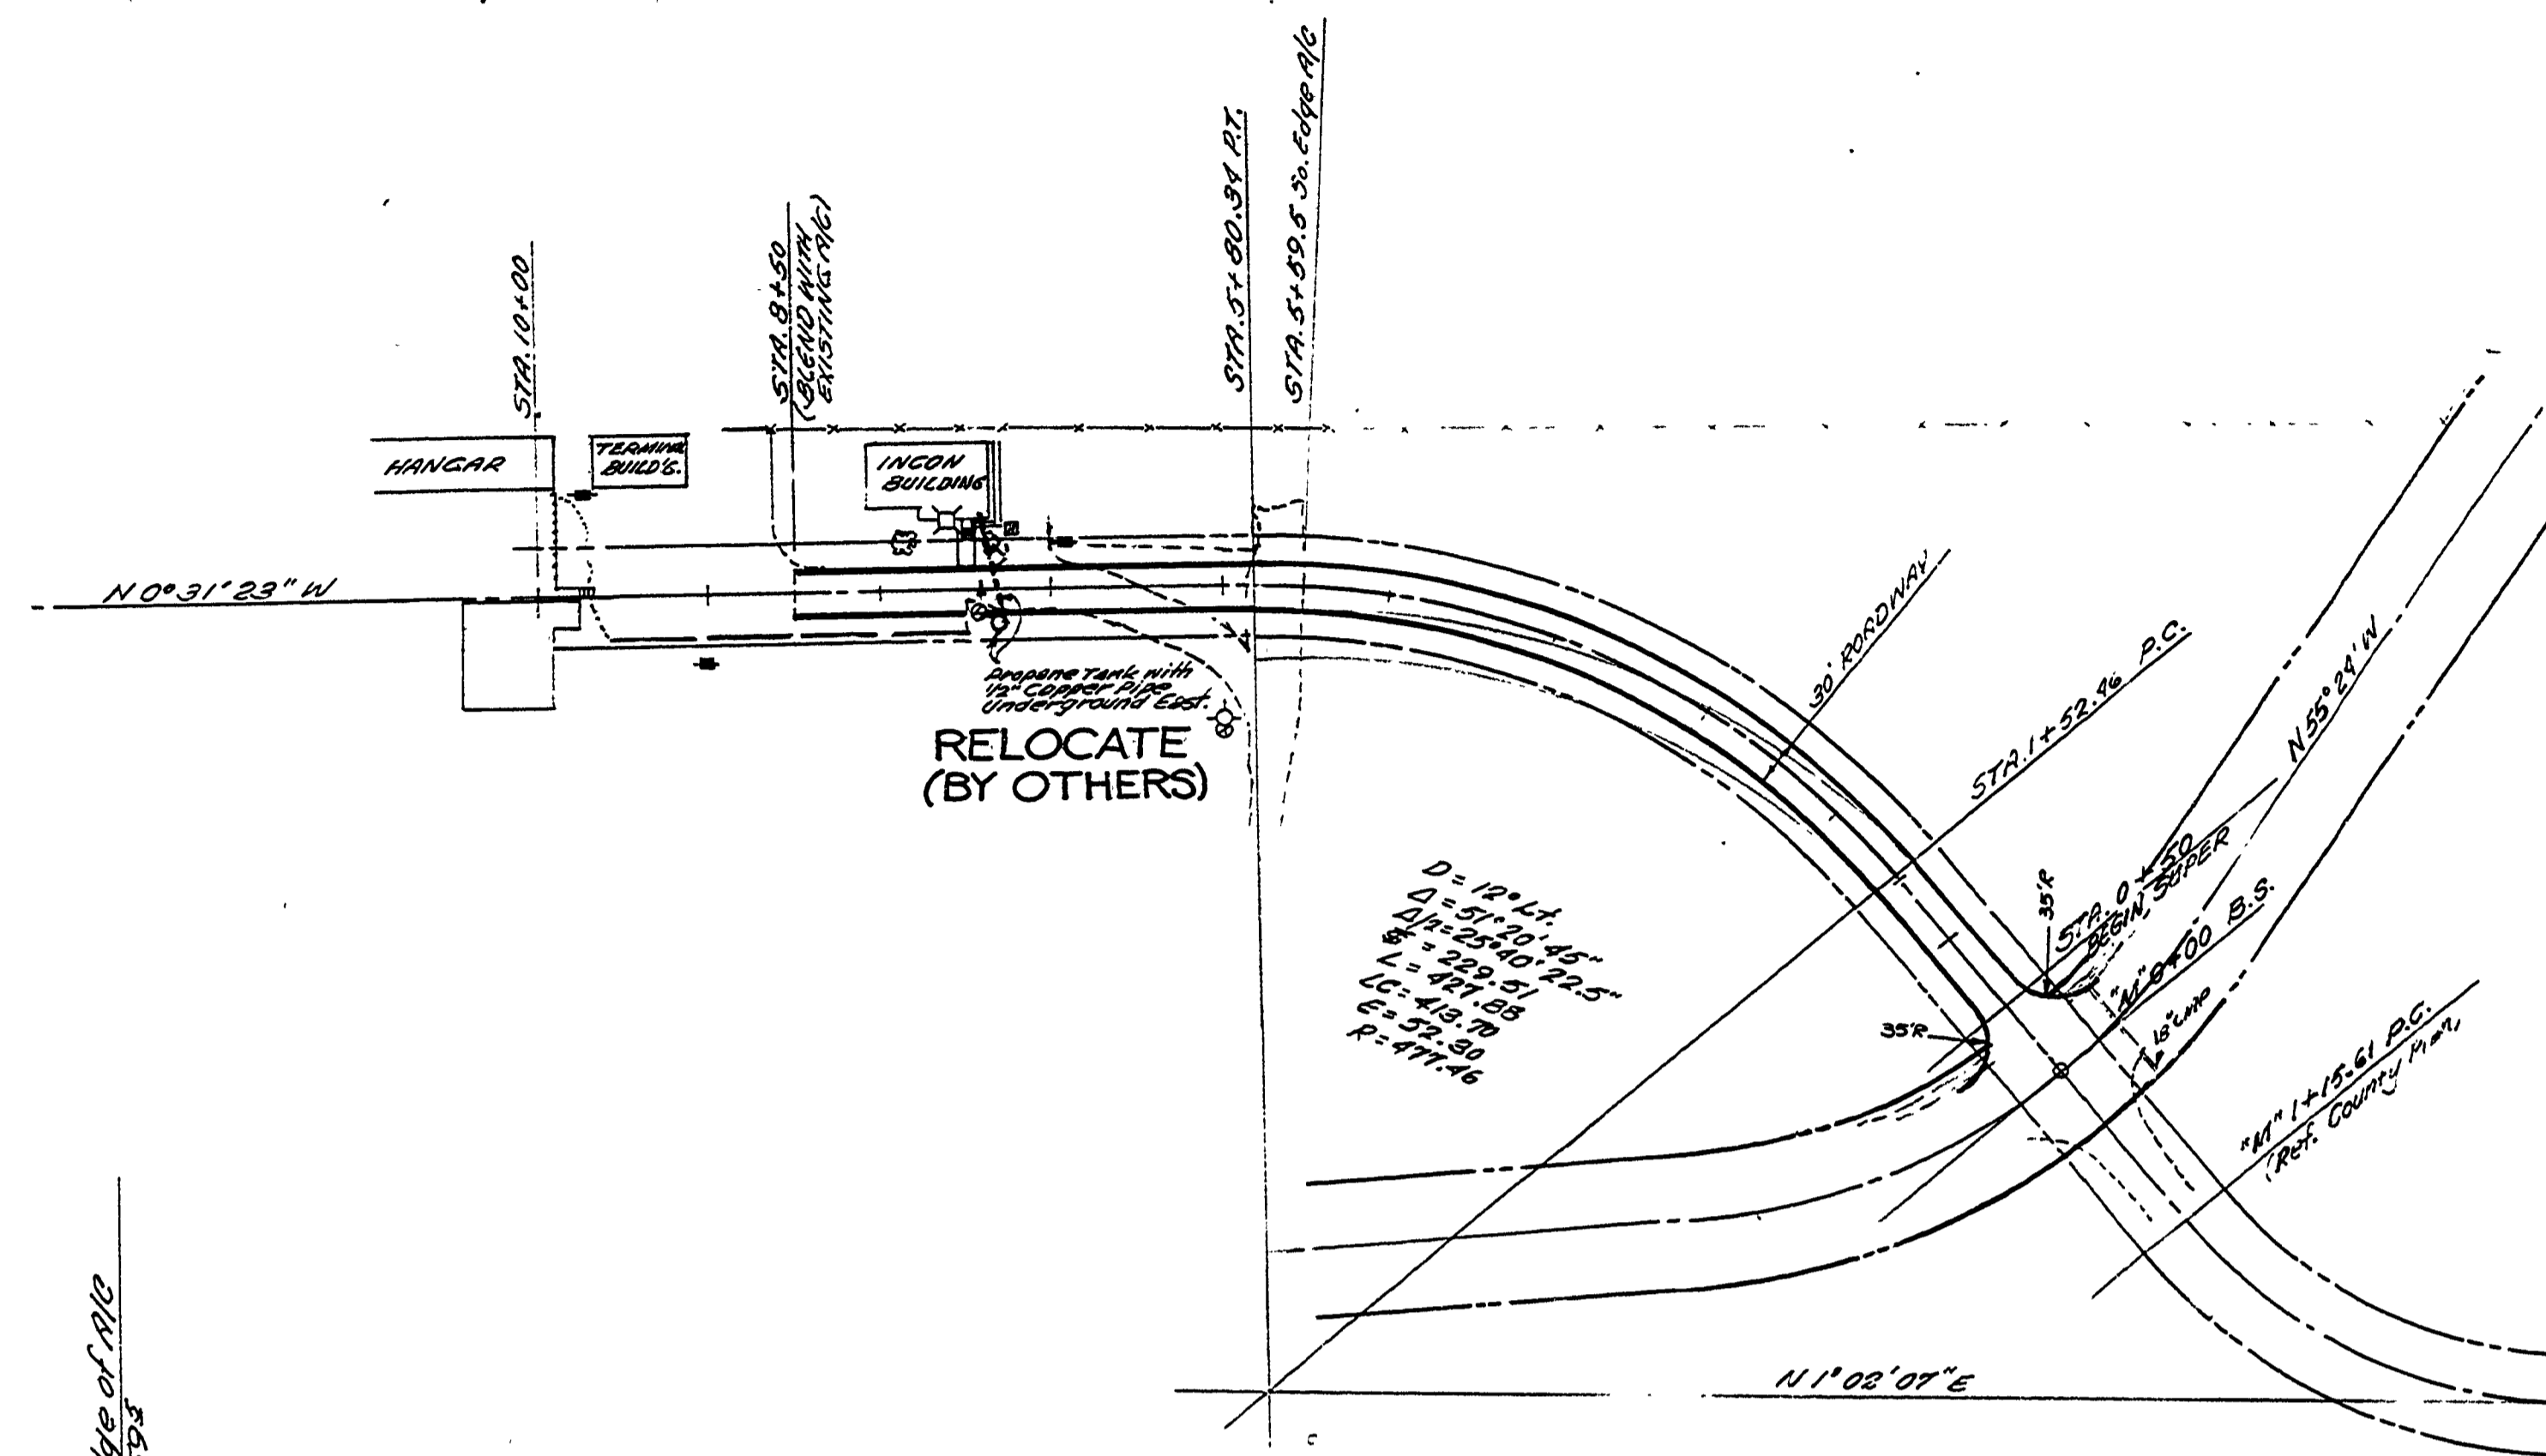 STA. 10+00
STA. 8+50
(BLEND WITH
EXISTING A/C)
STA. 5+80.34 P.T.
STA. 5+59.5 So. Edge A/C
HANGAR
TERMINAL
BUILD'G.
INCON
BUILDING
N 0° 31' 23" W
Propane Tank with
1/2" Copper Pipe
Underground East.
RELOCATE
(BY OTHERS)
30' ROADWAY
STA. 1+52.46 P.C.
N 55° 24' W
D = 12° Lt.
Δ = 51° 20' 45"
Δ/2 = 25° 40' 22.5"
= 229.51
L = 427.88
LC = 413.70
E = 52.30
R = 477.46
35'R
STA. 0+50
BEGIN SUPER
"M" 0+00 B.S.
35'R
18" CMP
"M" 1+15.61 P.C.
(Ref. County
N 1° 02' 07" E
dge of A/C